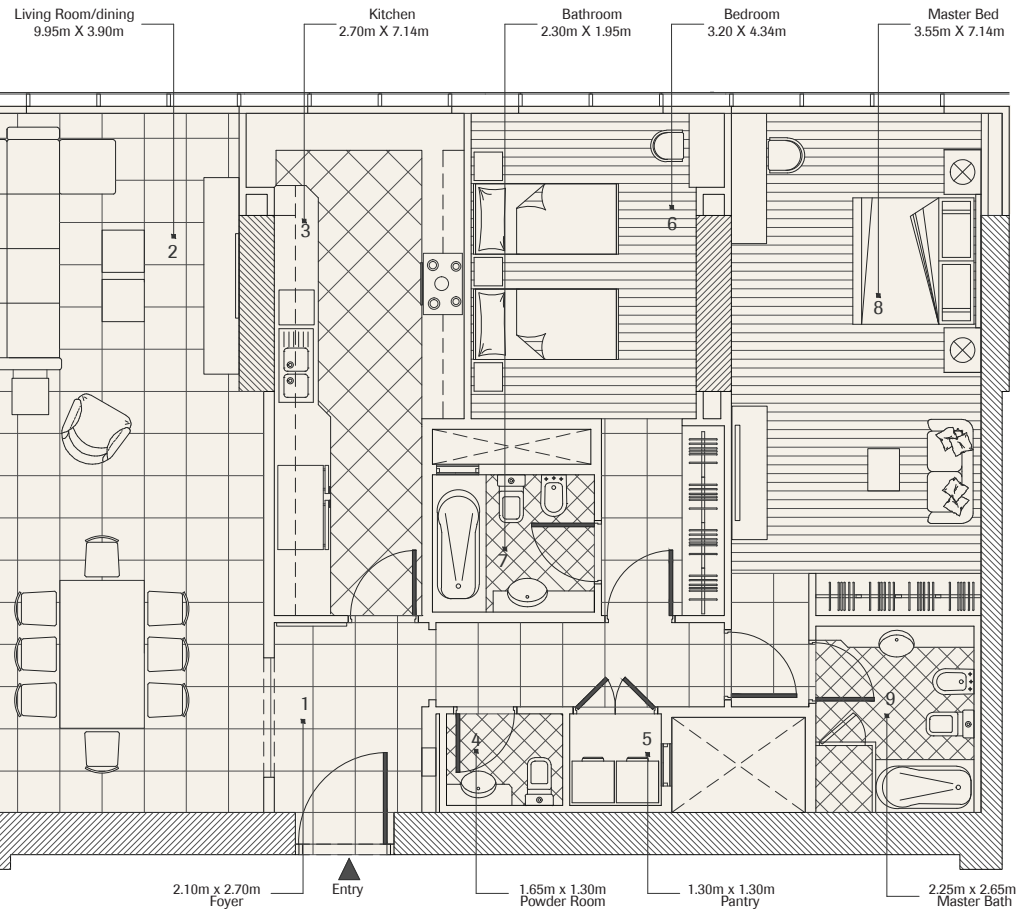 Living Room/dining
9.95m X 3.90m
Kitchen
2.70m X 7.14m
Bathroom
2.30m X 1.95m
Bedroom
3.20 X 4.34m
Master Bed
3.55m X 7.14m
2
3
6
8
7
1
4
5
9
2.10m x 2.70m
Foyer
Entry
1.65m x 1.30m
Powder Room
1.30m x 1.30m
Pantry
2.25m x 2.65m
Master Bath